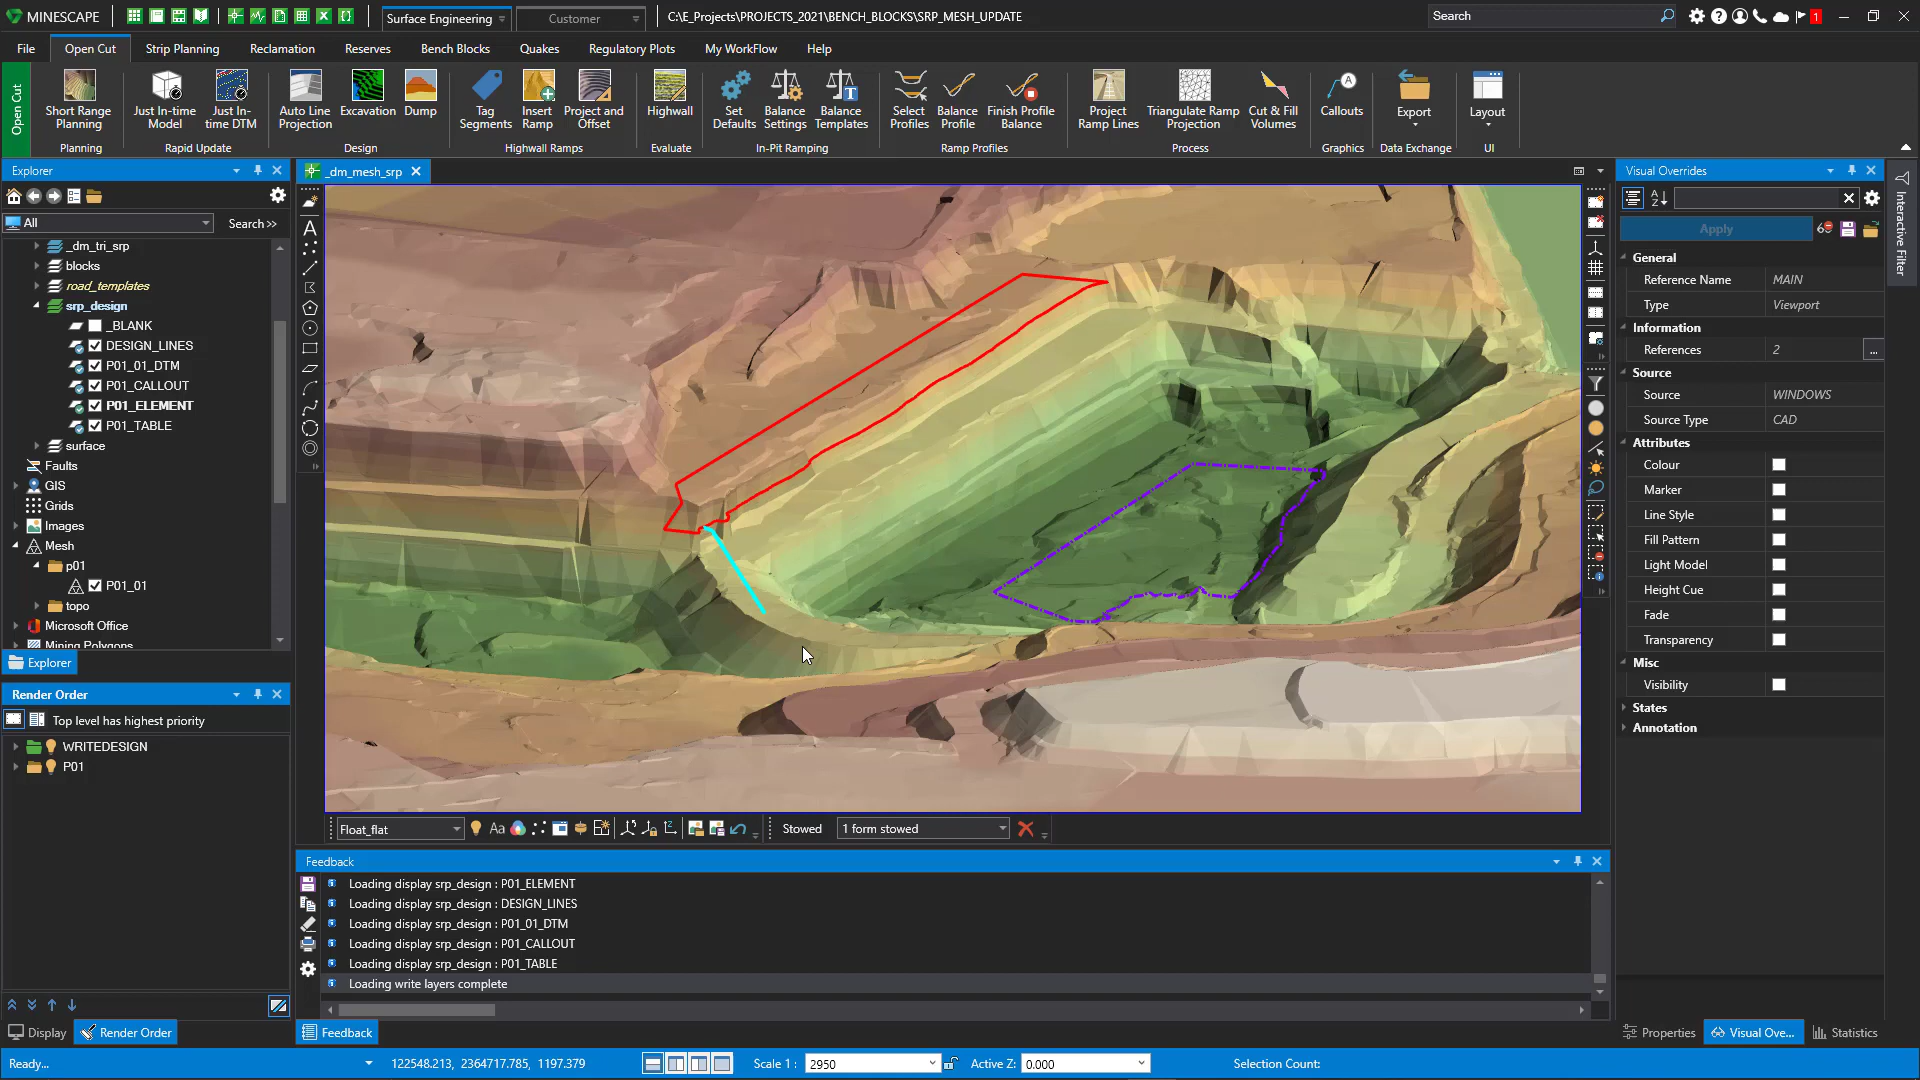 MINESCAPE
Surface Engineering
Customer
C:\E_Projects\PROJECTS_2021\BENCH_BLOCKS\SRP_MESH_UPDATE
Search
1
File
Open Cut
Strip Planning
Reclamation
Reserves
Bench Blocks
Quakes
Regulatory Plots
My WorkFlow
Help
Open Cut
Short Range Planning
Just In-time Model
Just In-time DTM
Auto Line Projection
Excavation
Dump
Tag Segments
Insert Ramp
Project and Offset
Highwall
Set Defaults
Balance Settings
Balance Templates
Select Profiles
Balance Profile
Finish Profile Balance
Project Ramp Lines
Triangulate Ramp Projection
Cut & Fill Volumes
Callouts
Export
Layout
Planning
Rapid Update
Design
Highwall Ramps
Evaluate
In-Pit Ramping
Ramp Profiles
Process
Graphics
Data Exchange
UI
Explorer
All
Search>>
_dm_tri_srp
blocks
road_templates
srp_design
_BLANK
DESIGN_LINES
P01_01_DTM
P01_CALLOUT
P01_ELEMENT
P01_TABLE
surface
Faults
GIS
Grids
Images
Mesh
p01
P01_01
topo
Microsoft Office
Mining Polygons
Explorer
Render Order
Top level has highest priority
WRITEDESIGN
P01
Display
Render Order
_dm_mesh_srp
Float_flat
Aa
Stowed
1 form stowed
Feedback
Loading display srp_design : P01_ELEMENT
Loading display srp_design : DESIGN_LINES
Loading display srp_design : P01_01_DTM
Loading display srp_design : P01_CALLOUT
Loading display srp_design : P01_TABLE
Loading write layers complete
Feedback
Visual Overrides
Apply
General
Reference Name MAIN
Type Viewport
Information
References 2 ...
Source
Source WINDOWS
Source Type CAD
Attributes
Colour
Marker
Line Style
Fill Pattern
Light Model
Height Cue
Fade
Transparency
Misc
Visibility
States
Annotation
Interactive Filter
Properties
Visual Ove...
Statistics
Ready...
122548.213, 2364717.785, 1197.379
Scale 1 : 2950
Active Z: 0.000
Selection Count: